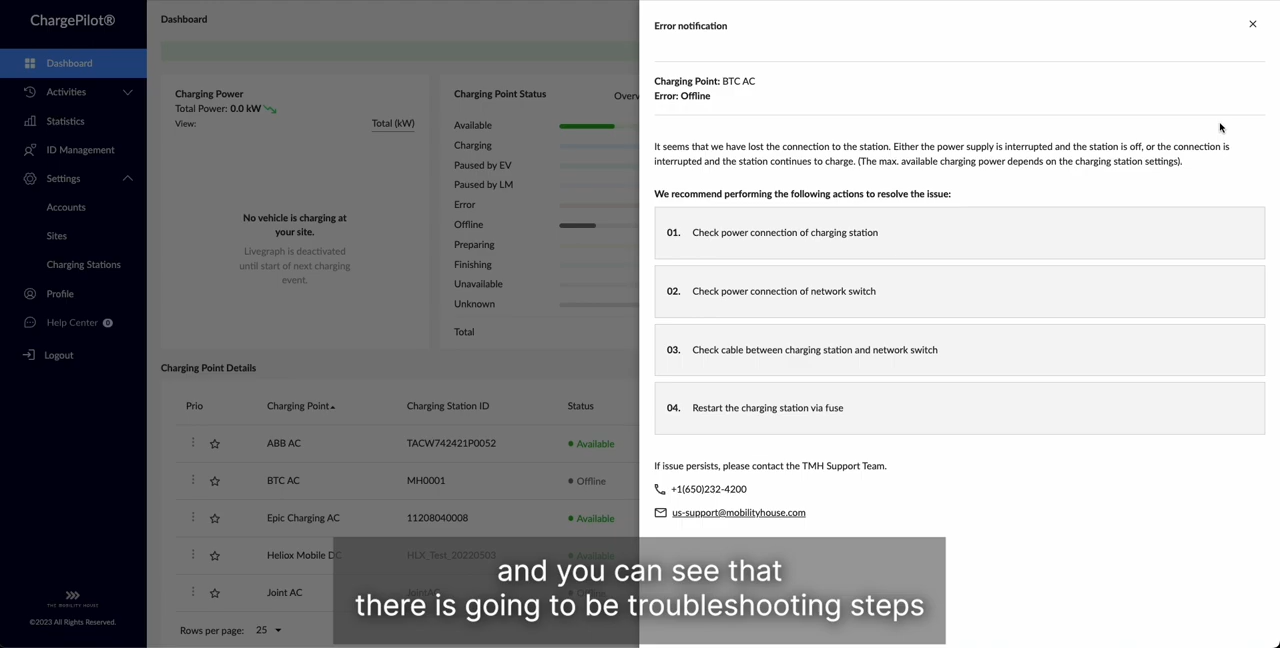 ChargePilot®
Dashboard
Activities
Statistics
ID Management
Settings
Accounts
Sites
Charging Stations
Profile
Help Center 0
Logout
THE MOBILITY HOUSE
©2023 All Rights Reserved.
Dashboard
Charging Power
Total Power: 0.0 kW
View:
Total (kW)
No vehicle is charging at
your site.
Livegraph is deactivated
until start of next charging
event.
Charging Point Status
Overv
Available
Charging
Paused by EV
Paused by LM
Error
Offline
Preparing
Finishing
Unavailable
Unknown
Total
Charging Point Details
Prio Charging Point Charging Station ID Status
ABB AC TACW742421P0052 Available
BTC AC MH0001 Offline
Epic Charging AC 11208040008 Available
Heliox Mobile DC HLX_Test_20220503 Available
Joint AC
Rows per page: 25
Error notification
Charging Point: BTC AC
Error: Offline
It seems that we have lost the connection to the station. Either the power supply is interrupted and the station is off, or the connection is
interrupted and the station continues to charge. (The max. available charging power depends on the charging station settings).
We recommend performing the following actions to resolve the issue:
01. Check power connection of charging station
02. Check power connection of network switch
03. Check cable between charging station and network switch
04. Restart the charging station via fuse
If issue persists, please contact the TMH Support Team.
+1(650)232-4200
us-support@mobilityhouse.com
and you can see that
there is going to be troubleshooting steps